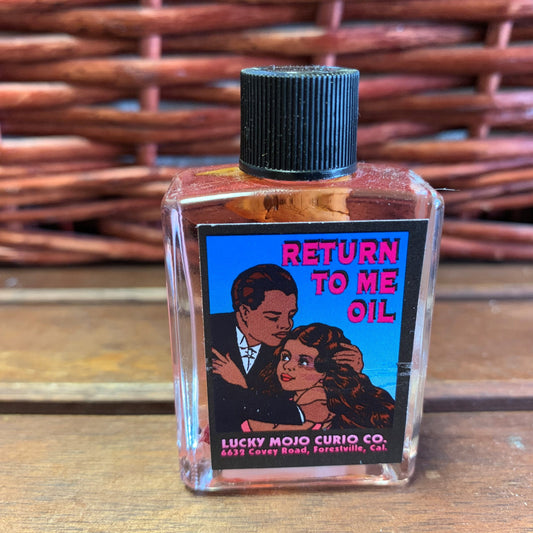 RETURN
TO ME
OIL
LUCKY MOJO CURIO CO.
6632 Covey Road, Forestville, Cal.